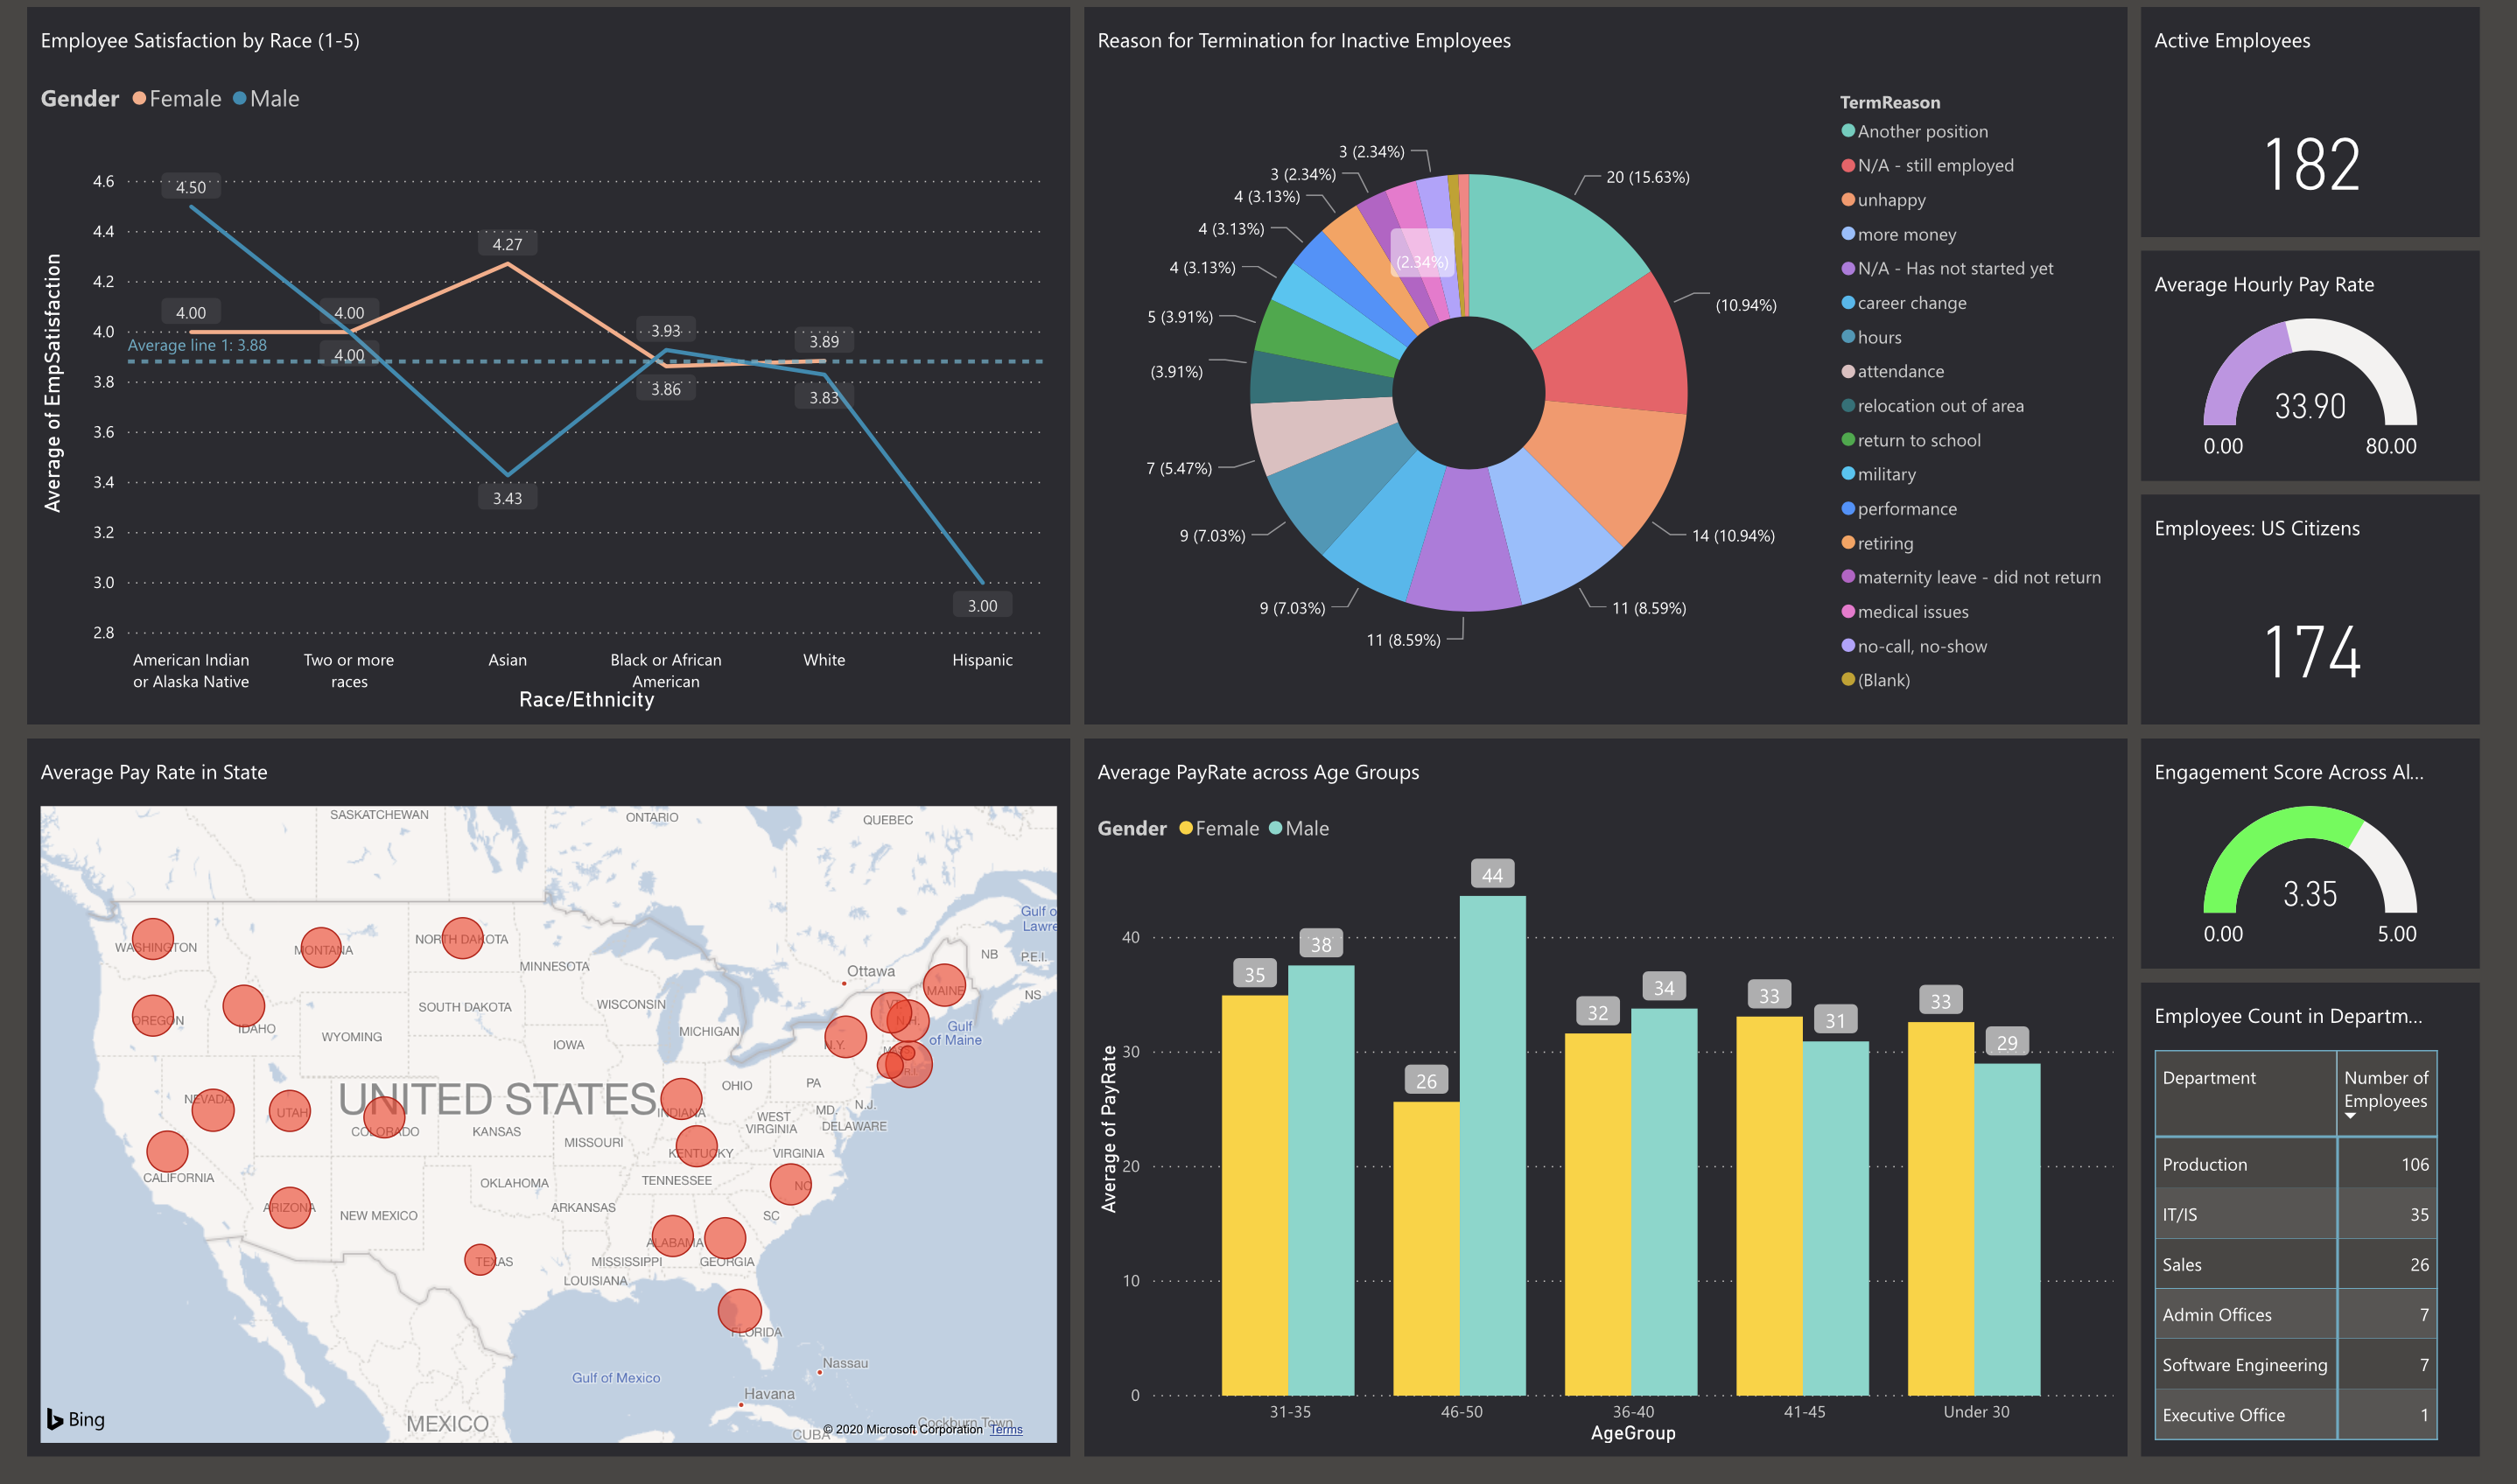 Employee Satisfaction by Race (1-5)
Gender Female Male
Average of EmpSatisfaction
4.6
4.4
4.2
4.0
3.8
3.6
3.4
3.2
3.0
2.8
4.50
4.00
4.00
4.00
4.27
3.43
3.93
3.86
3.89
3.83
3.00
Average line 1: 3.88
American Indian
or Alaska Native
Two or more
races
Asian
Black or African
American
White
Hispanic
Race/Ethnicity
Reason for Termination for Inactive Employees
20 (15.63%)
(10.94%)
14 (10.94%)
11 (8.59%)
11 (8.59%)
9 (7.03%)
9 (7.03%)
7 (5.47%)
(3.91%)
5 (3.91%)
4 (3.13%)
4 (3.13%)
4 (3.13%)
3 (2.34%)
(2.34%)
3 (2.34%)
TermReason
Another position
N/A - still employed
unhappy
more money
N/A - Has not started yet
career change
hours
attendance
relocation out of area
return to school
military
performance
retiring
maternity leave - did not return
medical issues
no-call, no-show
(Blank)
Active Employees
182
Average Hourly Pay Rate
33.90
0.00 80.00
Employees: US Citizens
174
Average Pay Rate in State
SASKATCHEWAN
ONTARIO
QUEBEC
WASHINGTON
MONTANA
NORTH DAKOTA
MINNESOTA
Ottawa
MAINE
NB
P.E.I.
NS
Gulf o
Lawre
OREGON
IDAHO
SOUTH DAKOTA
WISCONSIN
WYOMING
MICHIGAN
IOWA
N.Y.
VT.
N.H.
Gulf
of Maine
R.I.
UNITED STATES
OHIO
PA
NEVADA
UTAH
COLORADO
KANSAS
MISSOURI
INDIANA
WEST
VIRGINIA
MD.
N.J.
DELAWARE
CALIFORNIA
KENTUCKY
VIRGINIA
OKLAHOMA
TENNESSEE
NC
ARIZONA
NEW MEXICO
ARKANSAS
SC
ALABAMA
TEXAS
MISSISSIPPI
GEORGIA
LOUISIANA
FLORIDA
Gulf of Mexico
Nassau
Havana
MEXICO
CUBA
Cockburn Town
Bing
© 2020 Microsoft Corporation Terms
Average PayRate across Age Groups
Gender Female Male
Average of PayRate
40
30
20
10
0
35
38
26
44
32
34
33
31
33
29
31-35
46-50
36-40
41-45
Under 30
AgeGroup
Engagement Score Across Al...
3.35
0.00 5.00
Employee Count in Departm...
Department Number of
Employees
Production 106
IT/IS 35
Sales 26
Admin Offices 7
Software Engineering 7
Executive Office 1